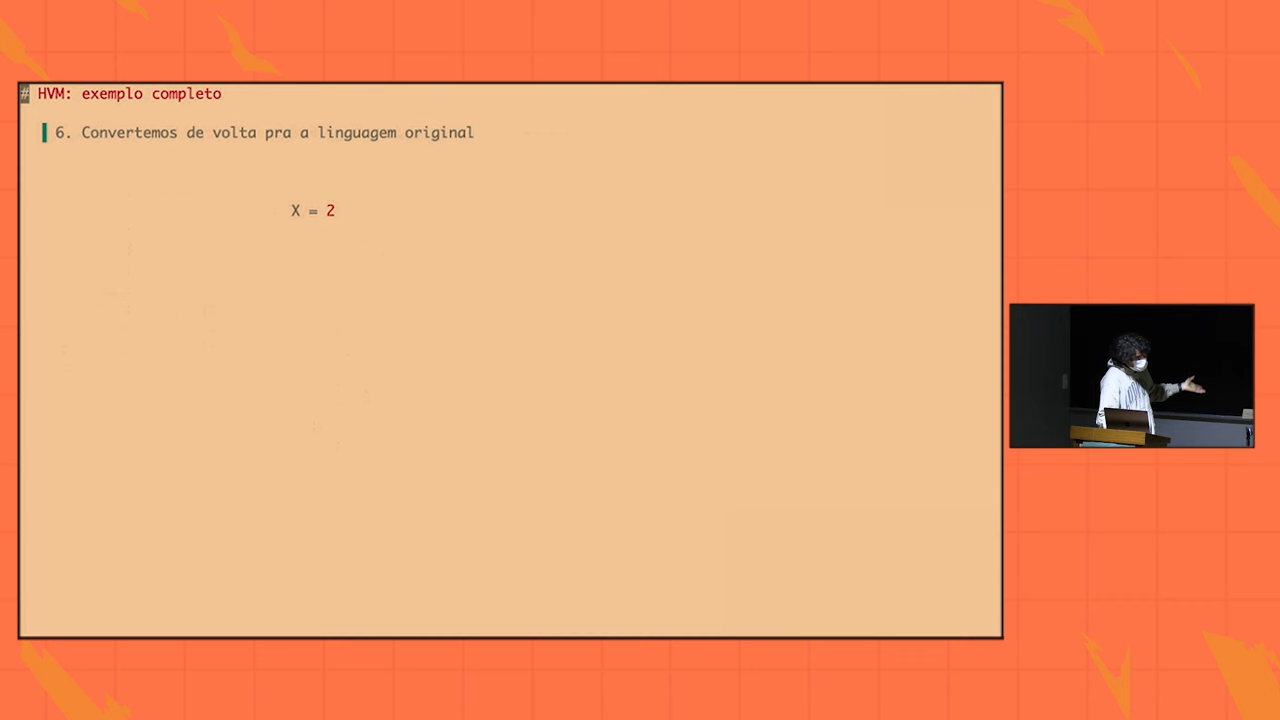 # HVM: exemplo completo
6. Convertemos de volta pra a linguagem original
X = 2